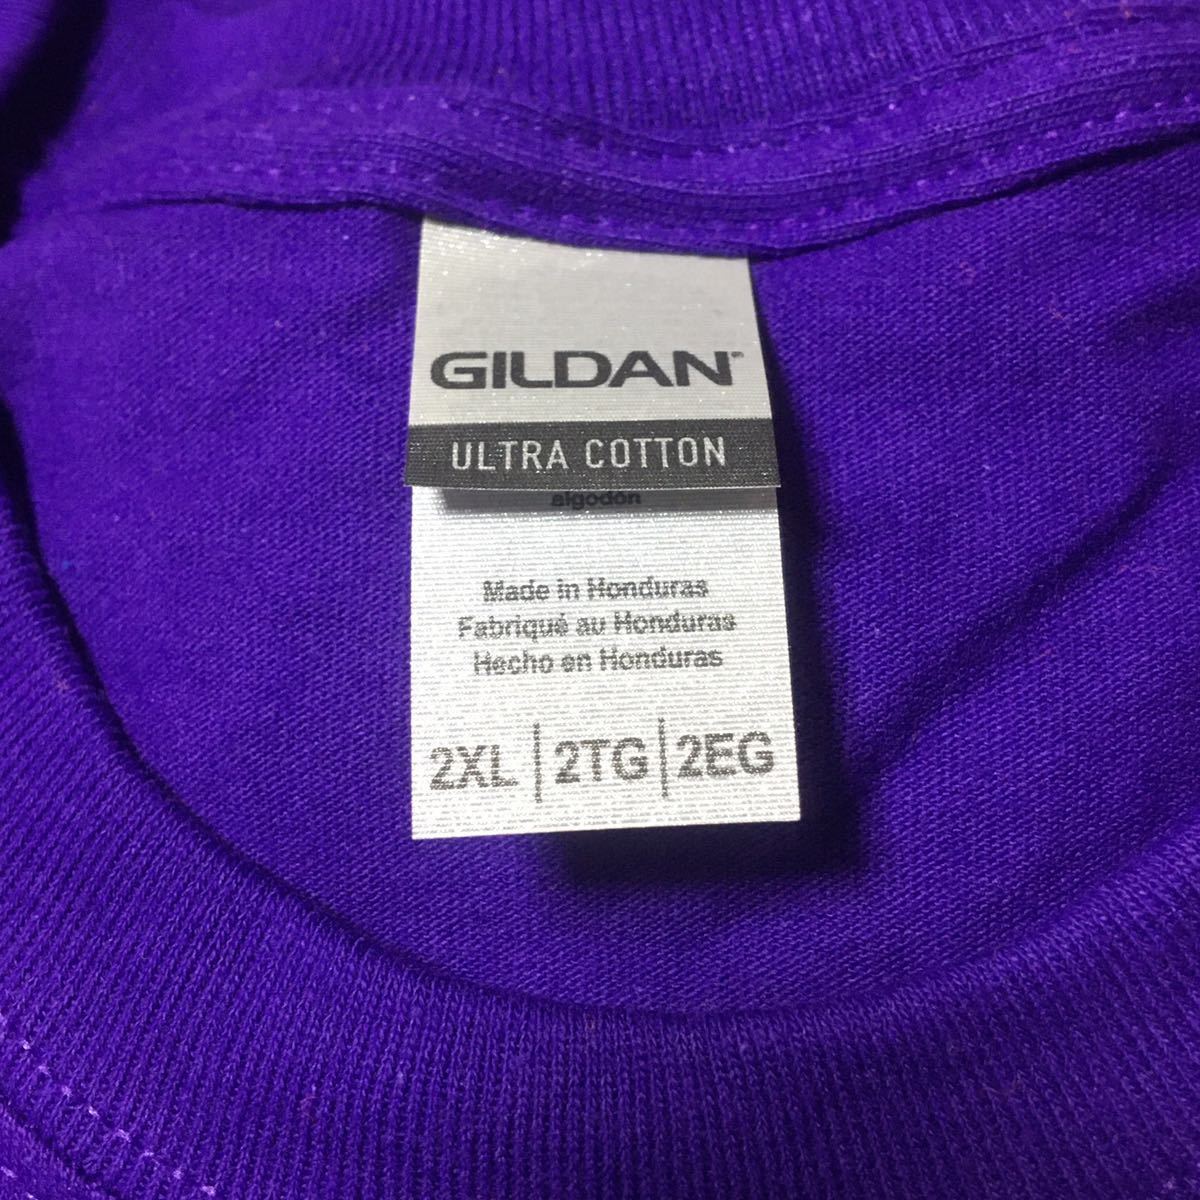 GILDAN
ULTRA COTTON
algodón
Made in Honduras
Fabriqué au Honduras
Hecho en Honduras
2XL | 2TG | 2EG